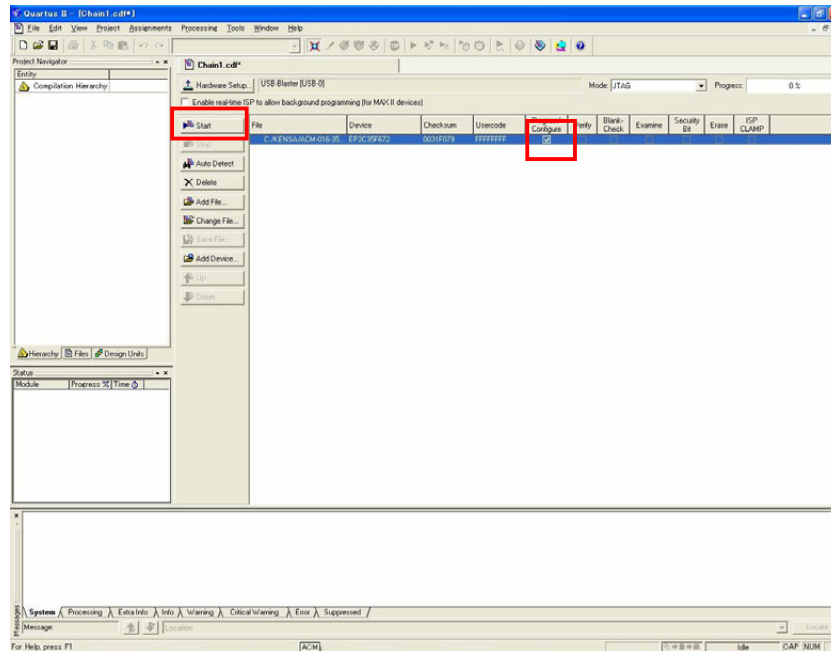 Quartus II - [Chain1.cdf*]
File Edit View Project Assignments Processing Tools Window Help
Project Navigator
Entity
Compilation Hierarchy
Hierarchy Files Design Units
Status
Module Progress % Time
Chain1.cdf*
Hardware Setup... USB-Blaster [USB-0] Mode: JTAG Progress: 0 %
Enable real-time ISP to allow background programming (for MAX II devices)
Start
Stop
Auto Detect
Delete
Add File...
Change File...
Save File...
Add Device...
Up
Down
File Device Checksum Usercode Configure Verify Blank-Check Examine Security Bit Erase ISP CLAMP
C:/KENSA/ACM-016-35... EP2C35F672 0031F079 FFFFFFFF
System Processing Extra Info Info Warning Critical Warning Error Suppressed
Messages
Message: Location: Locate
For Help, press F1 Idle CAP NUM